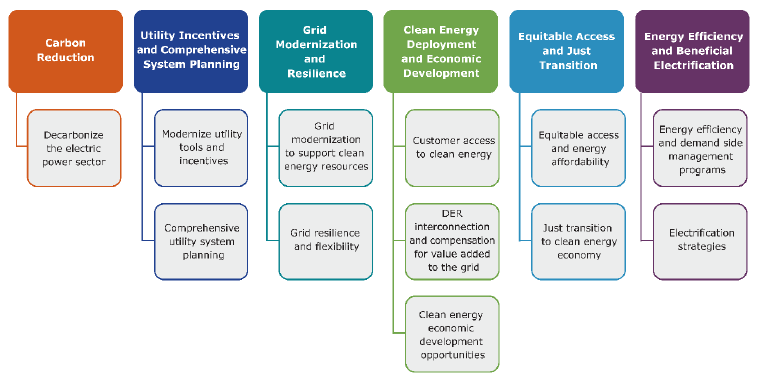 Carbon
Reduction
Decarbonize
the electric
power sector
Utility Incentives
and Comprehensive
System Planning
Modernize utility
tools and
incentives
Comprehensive
utility system
planning
Grid
Modernization
and
Resilience
Grid
modernization
to support clean
energy resources
Grid resilience
and flexibility
Clean Energy
Deployment
and Economic
Development
Customer access
to clean energy
DER
interconnection
and compensation
for value added
to the grid
Clean energy
economic
development
opportunities
Equitable Access
and Just
Transition
Equitable access
and energy
affordability
Just transition
to clean energy
economy
Energy Efficiency
and Beneficial
Electrification
Energy efficiency
and demand side
management
programs
Electrification
strategies